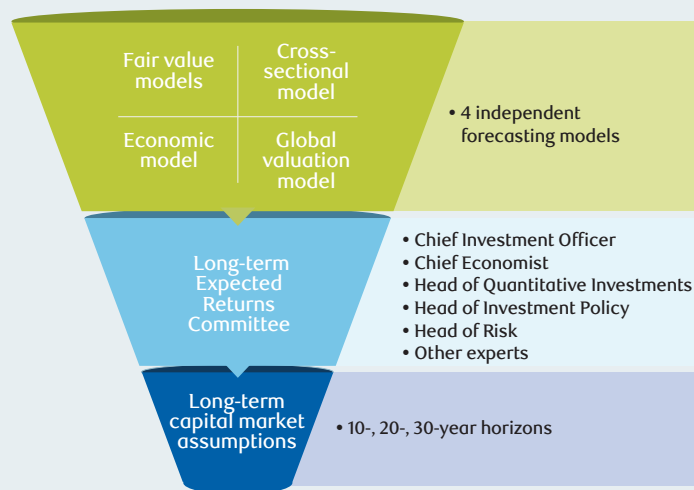 Fair value
models
Cross-
sectional
model
Economic
model
Global
valuation
model
• 4 independent
forecasting models
Long-term
Expected
Returns
Committee
• Chief Investment Officer
• Chief Economist
• Head of Quantitative Investments
• Head of Investment Policy
• Head of Risk
• Other experts
Long-term
capital market
assumptions
• 10-, 20-, 30-year horizons